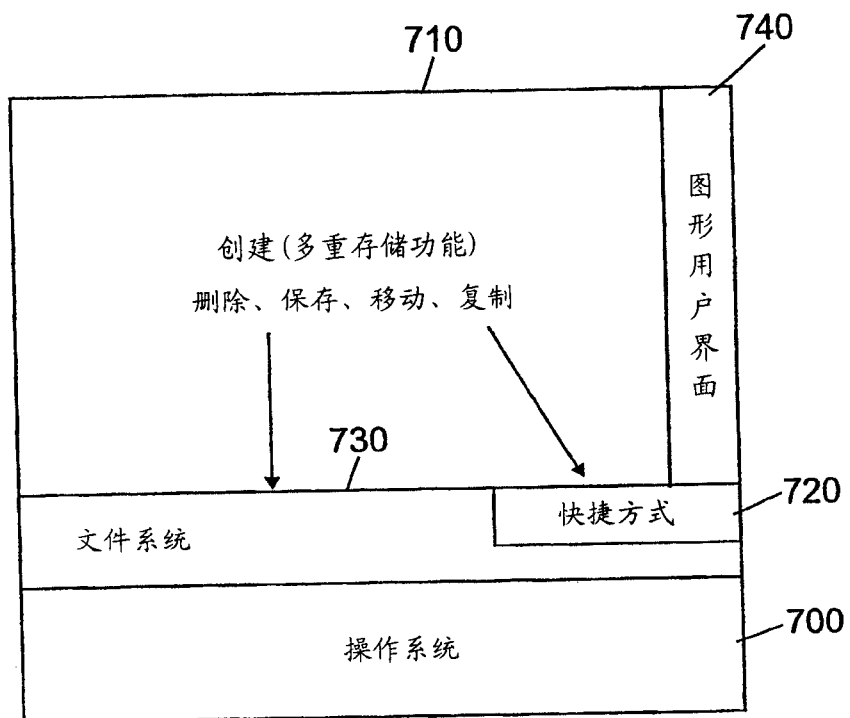 710
740
图形用户界面
创建(多重存储功能)
删除、保存、移动、复制
730
720
快捷方式
文件系统
700
操作系统